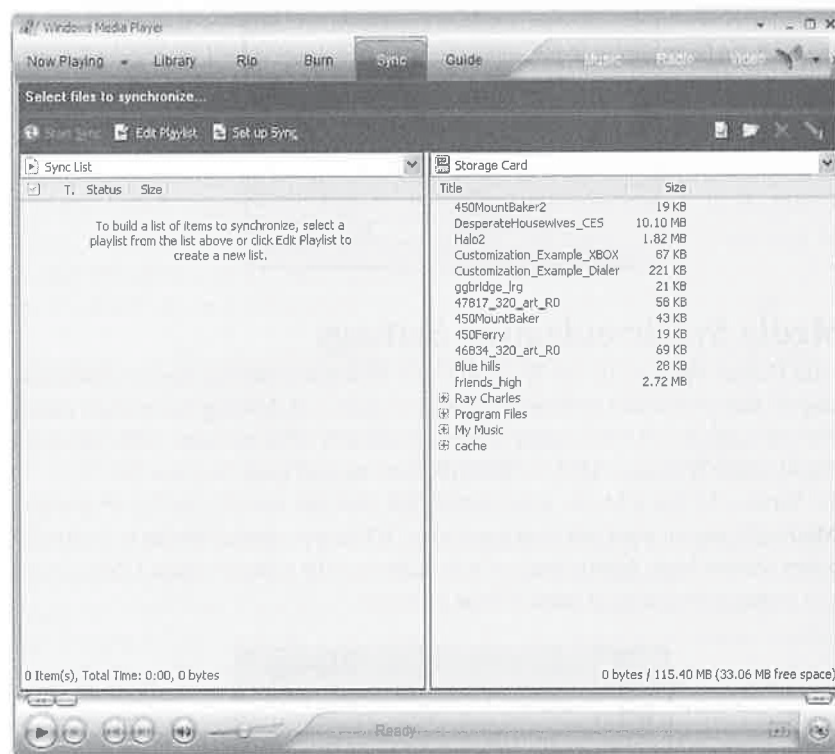 Windows Media Player
Now Playing Library Rip Burn Sync Guide Music Radio Video
Select files to synchronize...
Start Sync Edit Playlist Set up Sync
Sync List
T. Status Size
To build a list of items to synchronize, select a
playlist from the list above or click Edit Playlist to
create a new list.
0 Item(s), Total Time: 0:00, 0 bytes
Storage Card
Title Size
450MountBaker2 19 KB
DesperateHousewives_CES 10.10 MB
Halo2 1.82 MB
Customization_Example_XBOX 87 KB
Customization_Example_Dialer 221 KB
ggbridge_lrg 21 KB
47817_320_art_R0 58 KB
450MountBaker 43 KB
450Ferry 19 KB
46834_320_art_R0 69 KB
Blue hills 28 KB
friends_high 2.72 MB
Ray Charles
Program Files
My Music
cache
0 bytes / 115.40 MB (33.06 MB free space)
Ready